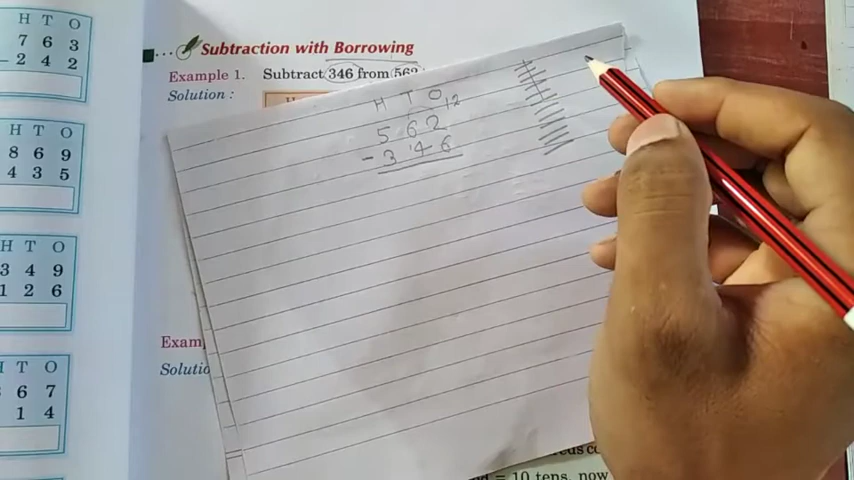 H T O
7 6 3
- 2 4 2
H T O
8 6 9
4 3 5
H T O
3 4 9
1 2 6
T O
6 7
1 4
Subtraction with Borrowing
Example 1. Subtract 346 from 562
Solution :
H T O 12
5 6 2
- 3 4 6
Exam
Solutio
= 10 tens, now